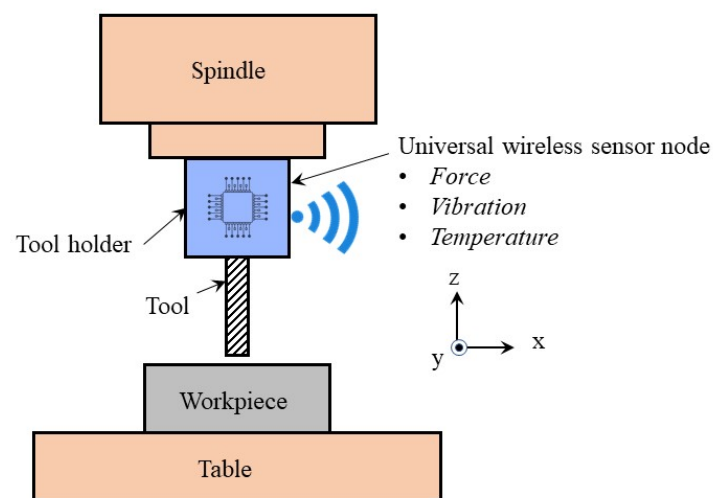 Spindle
Universal wireless sensor node
• Force
• Vibration
• Temperature
Tool holder
Tool
z
y
x
Workpiece
Table